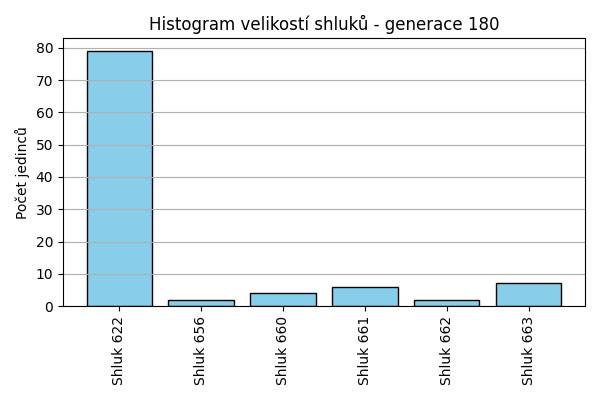 Histogram velikostí shluků - generace 180
Počet jedinců
80
70
60
50
40
30
20
10
0
Shluk 622
Shluk 656
Shluk 660
Shluk 661
Shluk 662
Shluk 663